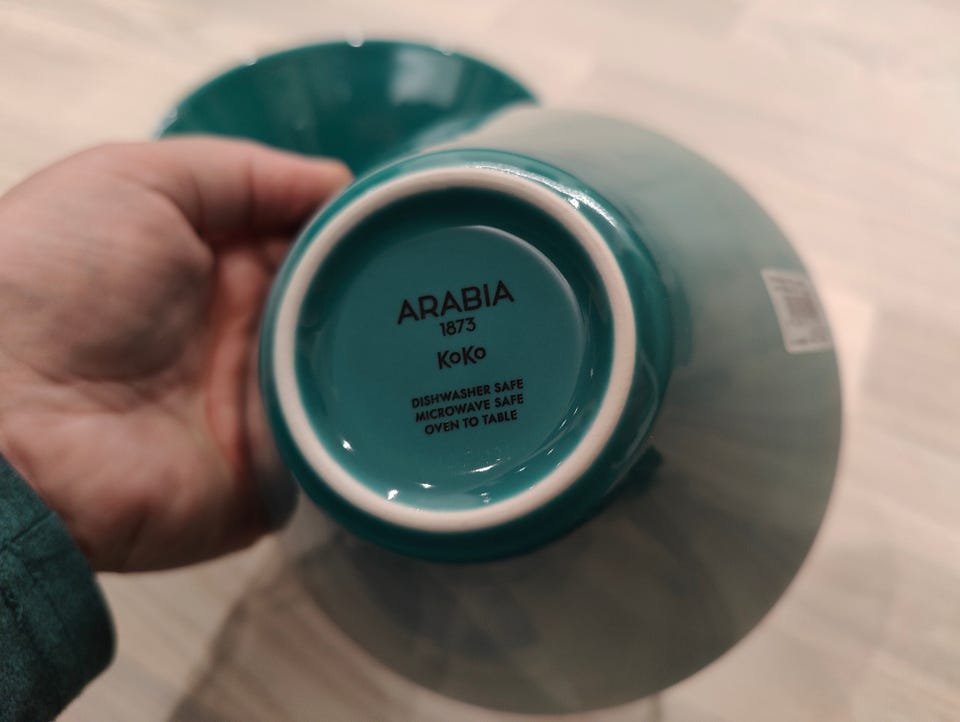 ARABIA
1873
KoKo
DISHWASHER SAFE
MICROWAVE SAFE
OVEN TO TABLE